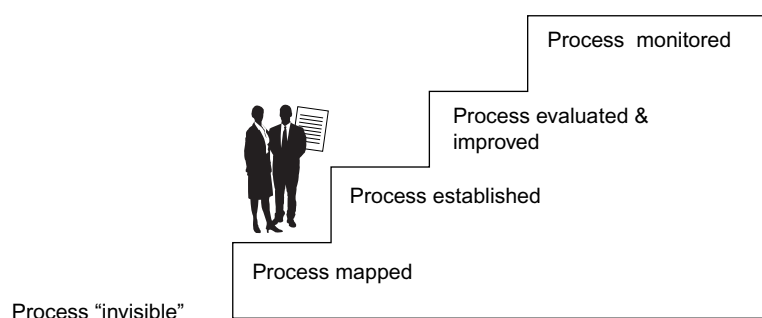 Process monitored
Process evaluated &
improved
Process established
Process mapped
Process “invisible”